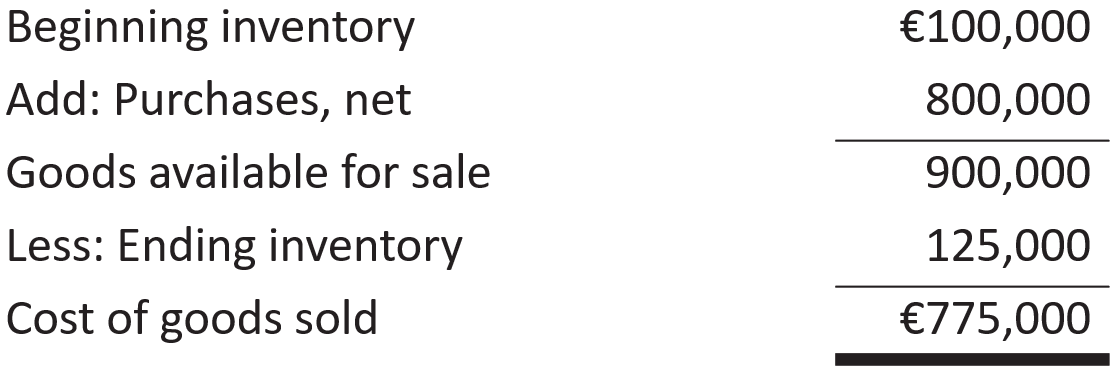 Beginning inventory €100,000
Add: Purchases, net 800,000
Goods available for sale 900,000
Less: Ending inventory 125,000
Cost of goods sold €775,000